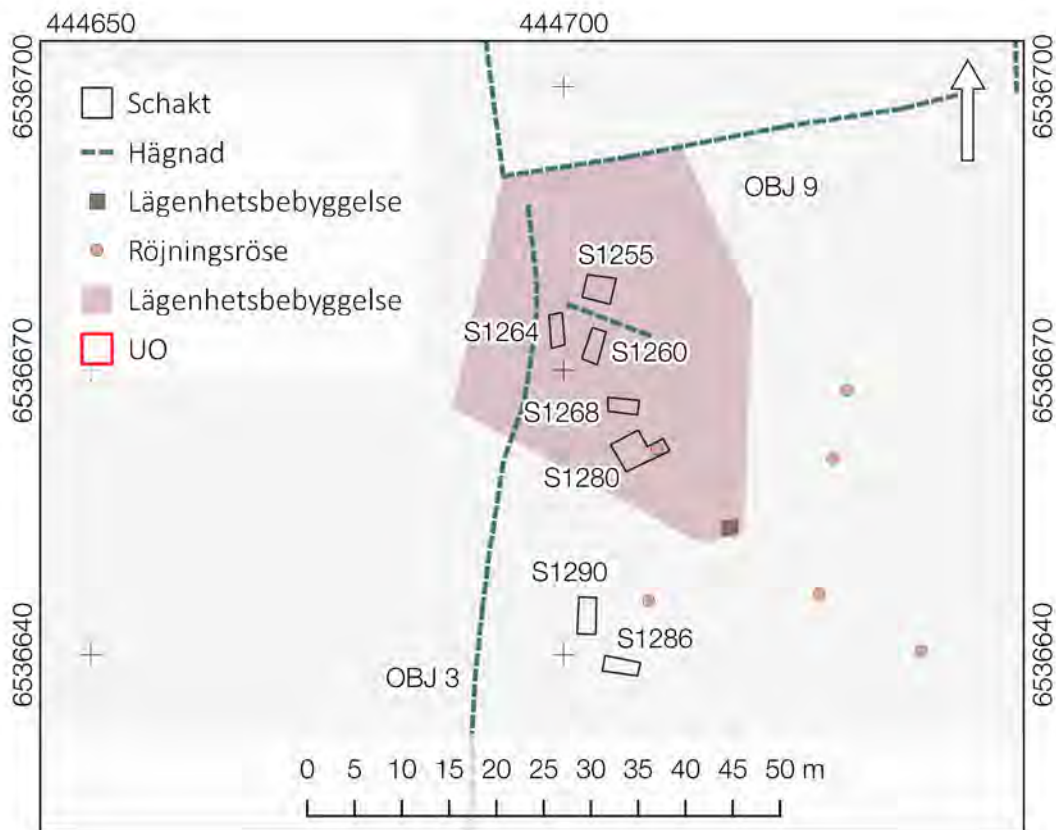 444650 444700
6536700 6536700
Schakt
Hägnad
Lägenhetsbebyggelse
Röjningsröse
Lägenhetsbebyggelse
UO
OBJ 9
S1255
S1264
S1260
6536670 6536670
S1268
S1280
S1290
S1286
6536640 6536640
OBJ 3
0 5 10 15 20 25 30 35 40 45 50 m